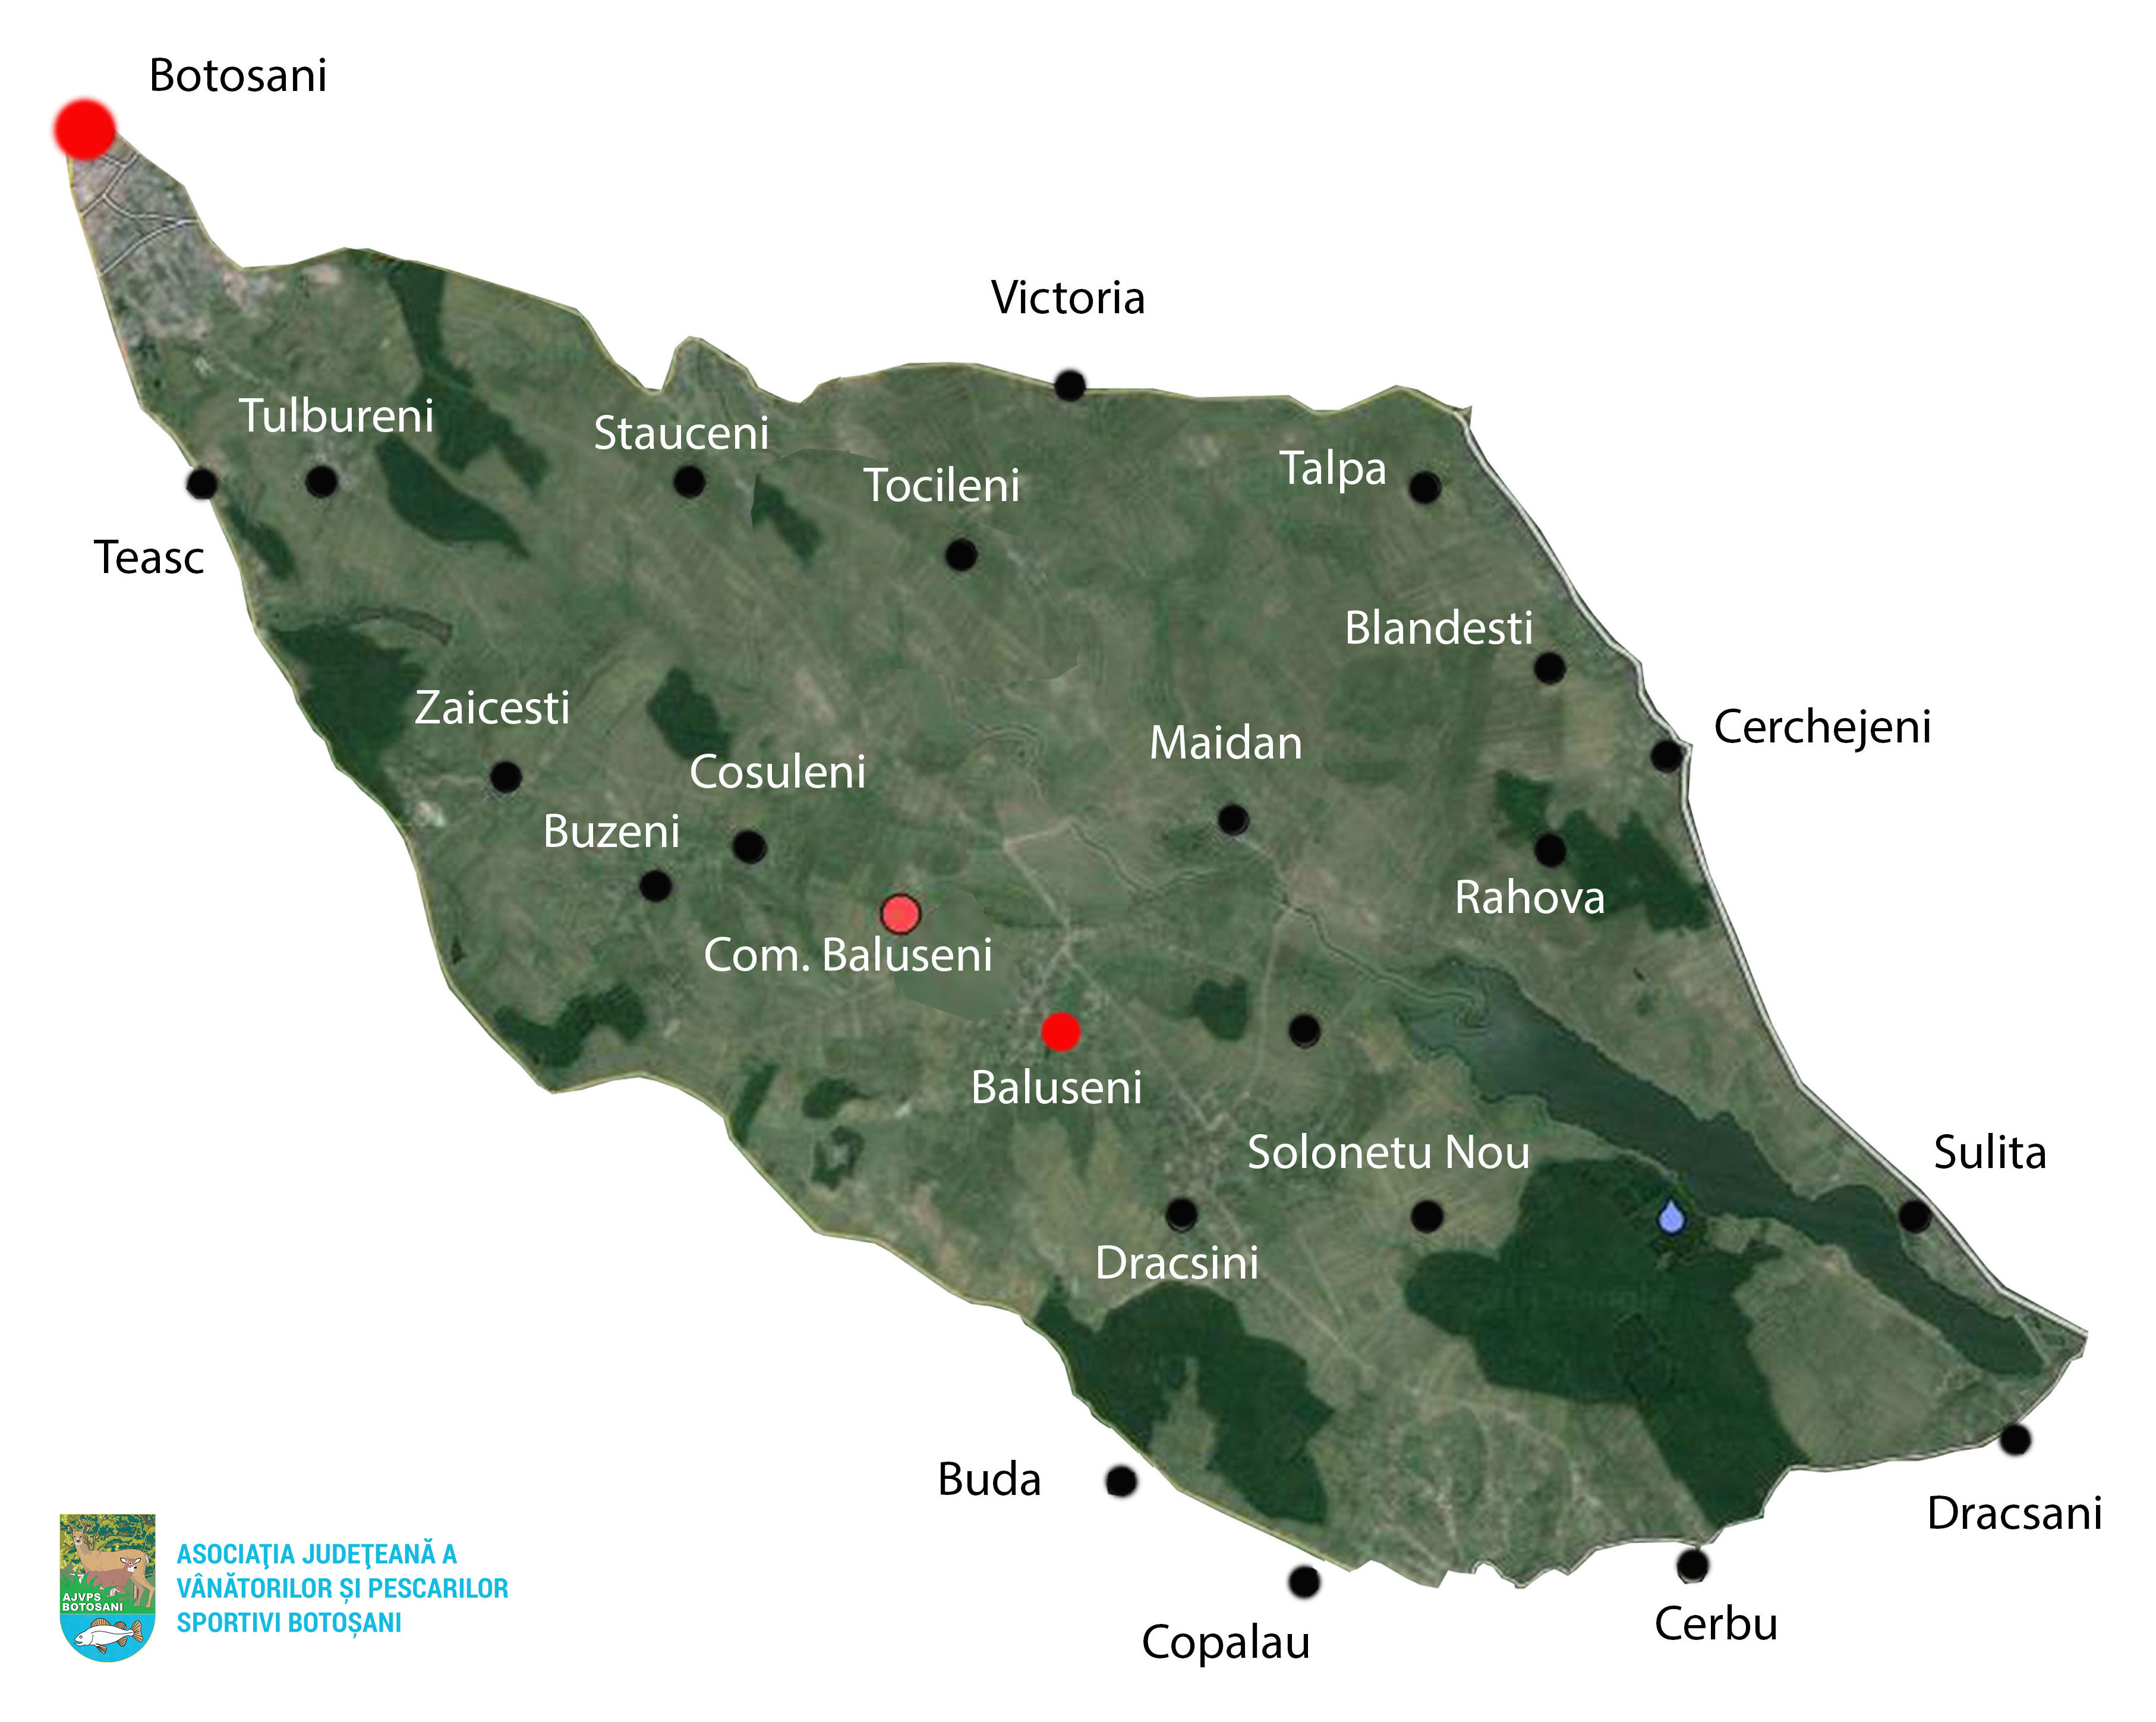 Botosani
Victoria
Tulbureni
Stauceni
Talpa
Tocileni
Teasc
Blandesti
Zaicesti
Cerchejeni
Maidan
Cosuleni
Buzeni
Rahova
Com. Baluseni
Baluseni
Solonetu Nou
Sulita
Dracsini
Buda
Dracsani
Cerbu
Copalau
AJVPS
BOTOSANI
ASOCIAŢIA JUDEŢEANĂ A
VÂNĂTORILOR ŞI PESCARILOR
SPORTIVI BOTOŞANI